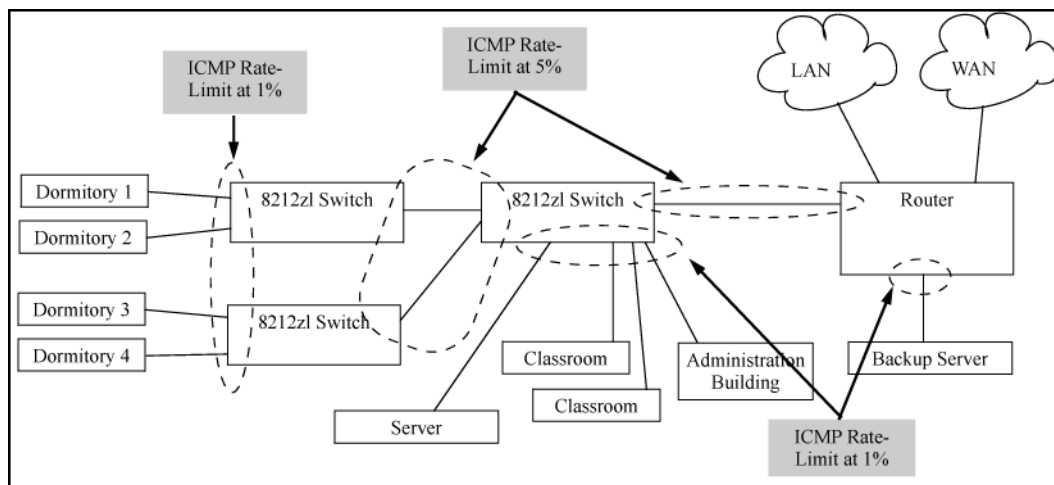 ICMP Rate-
Limit at 1%
ICMP Rate-
Limit at 5%
LAN
WAN
Dormitory 1
Dormitory 2
8212zl Switch
8212zl Switch
Router
Dormitory 3
Dormitory 4
8212zl Switch
Classroom
Administration
Building
Backup Server
Classroom
Server
ICMP Rate-
Limit at 1%